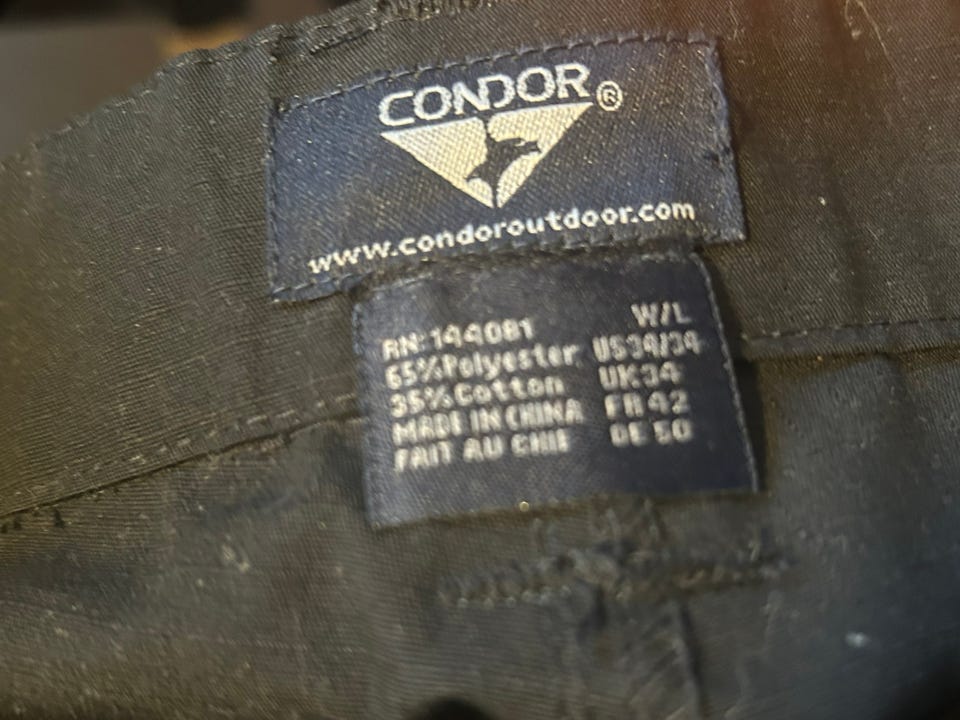 CONDOR®
www.condoroutdoor.com
W/L
RN:144081 US34/34
65%Polyester UK34
35%Cotton FR42
MADE IN CHINA DE50
FAIT AU